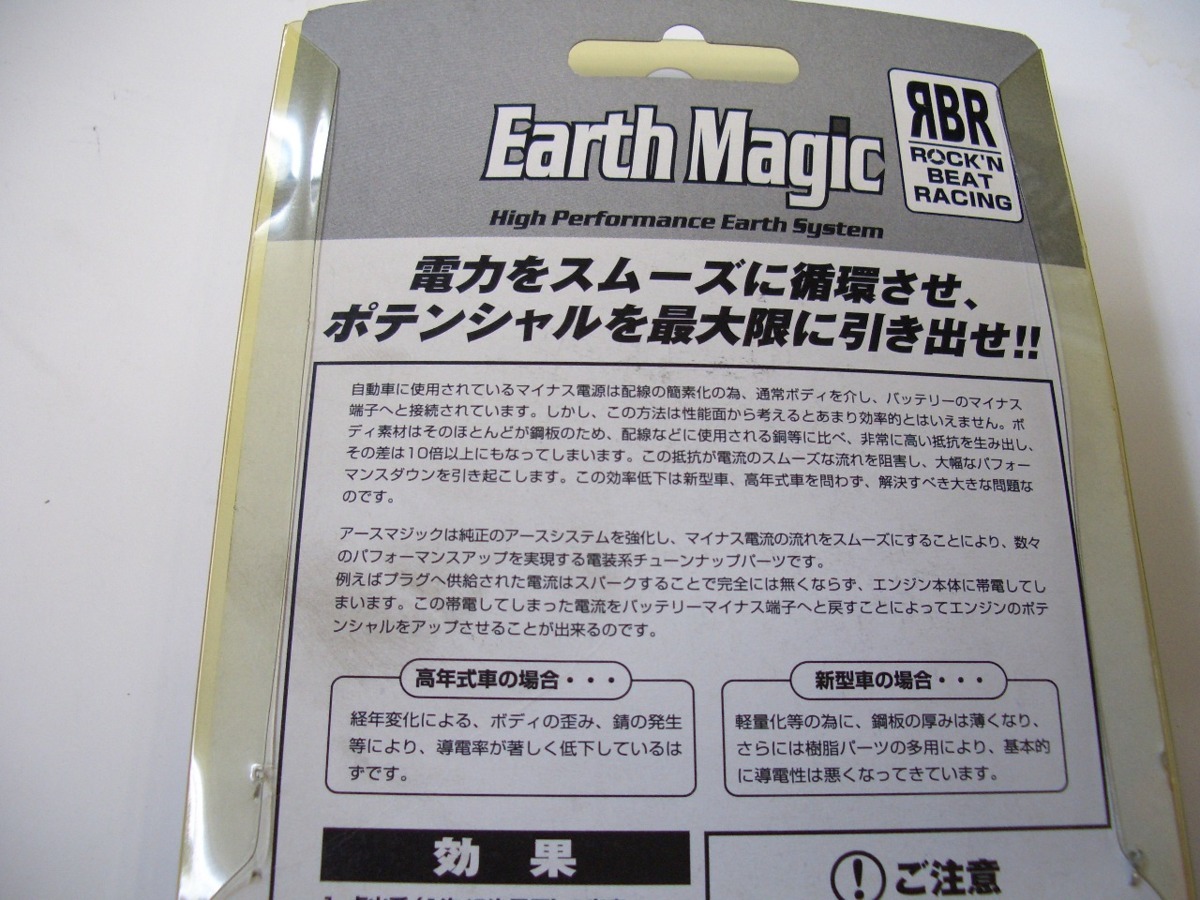 Earth Magic
RBR
ROCK'N
BEAT
RACING
High Performance Earth System
電力をスムーズに循環させ、
ポテンシャルを最大限に引き出せ!!
自動車に使用されているマイナス電源は配線の簡素化の為、通常ボディを介し、バッテリーのマイナス
端子へと接続されています。しかし、この方法は性能面から考えるとあまり効率的とはいえません。ボ
ディ素材はそのほとんどが鋼板のため、配線などに使用される銅等に比べ、非常に高い抵抗を生み出し、
その差は10倍以上にもなってしまいます。この抵抗が電流のスムーズな流れを阻害し、大幅なパフォー
マンスダウンを引き起こします。この効率低下は新型車、高年式車を問わず、解決すべき大きな問題な
のです。
アースマジックは純正のアースシステムを強化し、マイナス電流の流れをスムーズにすることにより、数々
のパフォーマンスアップを実現する電装系チューンナップパーツです。
例えばプラグへ供給された電流はスパークすることで完全には無くならず、エンジン本体に帯電してし
まいます。この帯電してしまった電流をバッテリーマイナス端子へと戻すことによってエンジンのポテ
ンシャルをアップさせることが出来るのです。
高年式車の場合・・・
経年変化による、ボディの歪み、錆の発生
等により、導電率が著しく低下しているは
ずです。
新型車の場合・・・
軽量化等の為に、鋼板の厚みは薄くなり、
さらには樹脂パーツの多用により、基本的
に導電性は悪くなってきています。
効 果
! ご注意